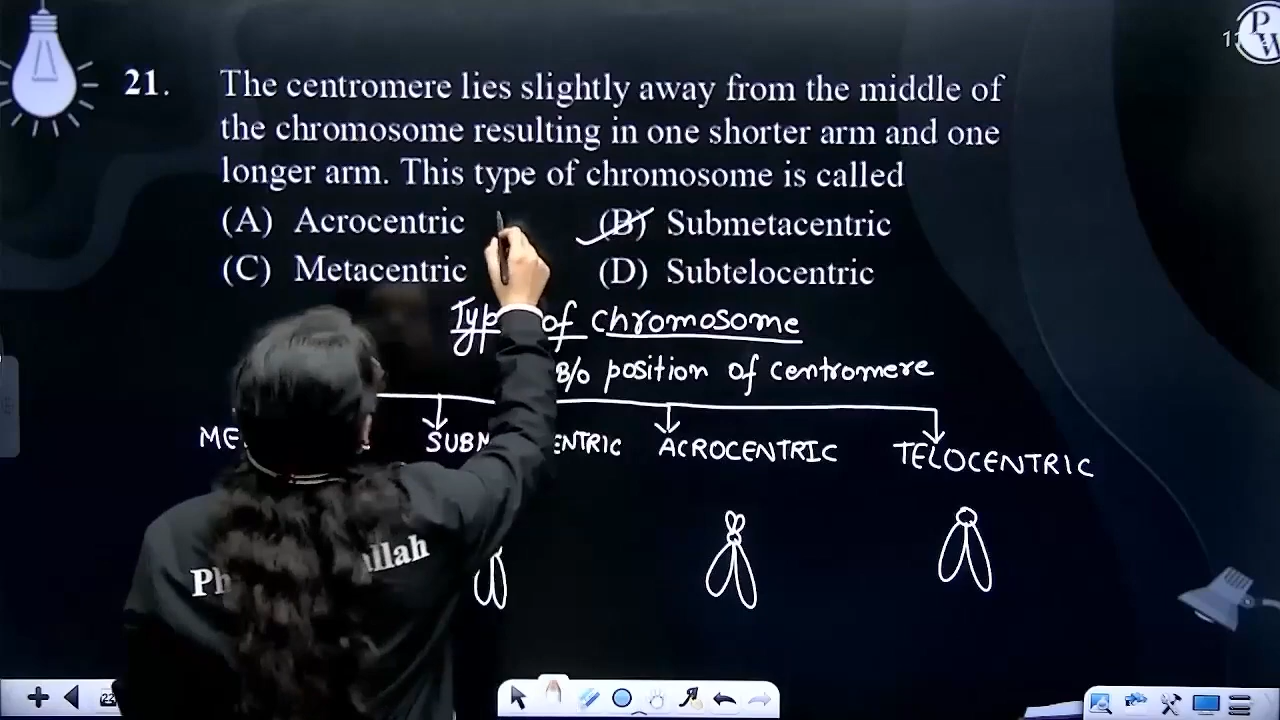 21. The centromere lies slightly away from the middle of
the chromosome resulting in one shorter arm and one
longer arm. This type of chromosome is called
(A) Acrocentric (B) Submetacentric
(C) Metacentric (D) Subtelocentric
of chromosome
B/o position of centromere
ACROCENTRIC TELOCENTRIC
PW